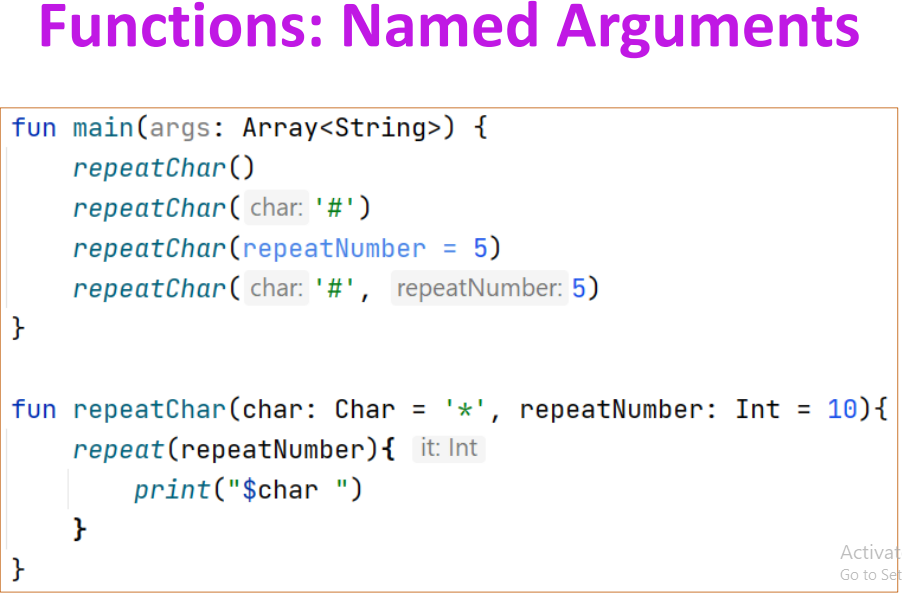 Functions: Named Arguments
fun main(args: Array<String>) {
repeatChar()
repeatChar( char: '#')
repeatChar(repeatNumber = 5)
repeatChar( char: '#', repeatNumber: 5)
}
fun repeatChar(char: Char = '*', repeatNumber: Int = 10){
repeat(repeatNumber){ it: Int
print("$char ")
}
}
Activat
Go to Set